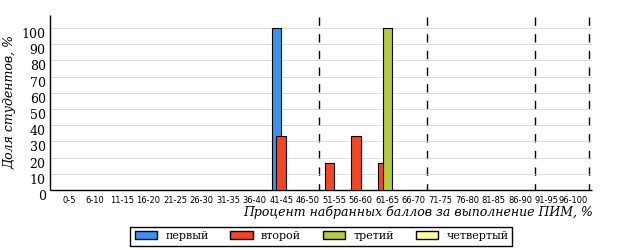 Доля студентов, %
100
90
80
70
60
50
40
30
20
10
0
0-5 6-10 11-15 16-20 21-25 26-30 31-35 36-40 41-45 46-50 51-55 56-60 61-65 66-70 71-75 76-80 81-85 86-90 91-95 96-100
Процент набранных баллов за выполнение ПИМ, %
первый второй третий четвертый